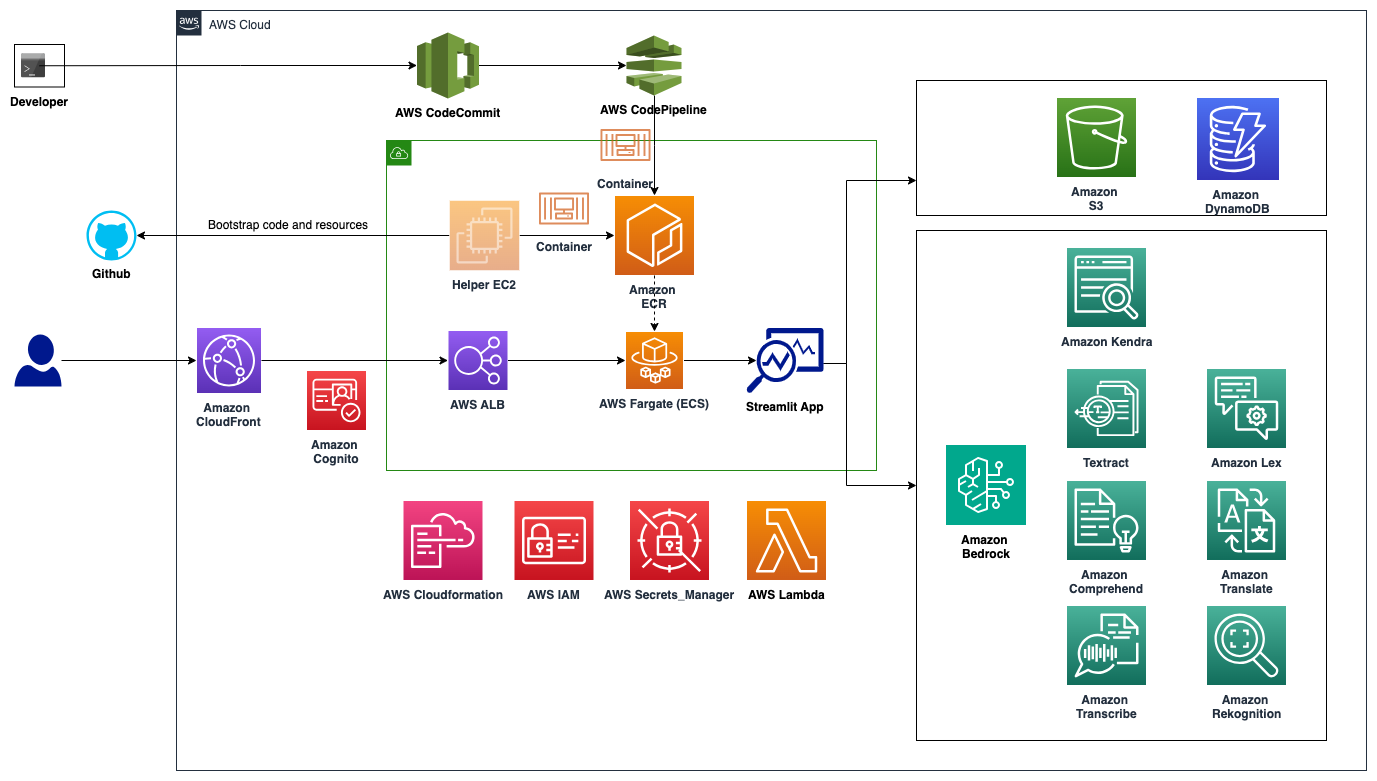 aws
AWS Cloud
>_
Developer
AWS CodeCommit
AWS CodePipeline
Container
Bootstrap code and resources
Github
Helper EC2
Container
Amazon
ECR
Amazon
CloudFront
Amazon
Cognito
AWS ALB
AWS Fargate (ECS)
Streamlit App
AWS Cloudformation
AWS IAM
AWS Secrets_Manager
AWS Lambda
Amazon
S3
Amazon
DynamoDB
Amazon Kendra
Textract
Amazon Lex
Amazon
Bedrock
Amazon
Comprehend
A
文
Amazon
Translate
Amazon
Transcribe
Amazon
Rekognition